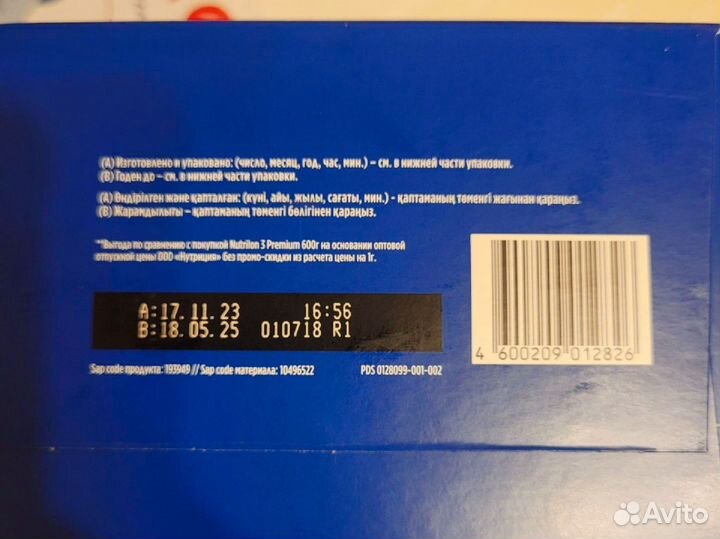 (А) Изготовлено и упаковано: (число, месяц, год, час, мин.) – см. в нижней части упаковки.
(В) Годен до – см. в нижней части упаковки.
(А) Өндірілген және қапталған: (күні, айы, жылы, сағаты, мин.) - қаптаманың төменгі жағынан қараңыз.
(В) Жарамдылығы – қаптаманың төменгі бөлігінен қараңыз.
**Выгода по сравнению с покупкой Nutrilon 3 Premium 600г на основании оптовой
отпускной цены ООО «Нутриция» без промо-скидки из расчета цены на 1г.
A:17.11.23 16:56
B:18.05.25 010718 R1
4 600209 012826
Sap code продукта: 193949 // Sap code материала: 10496522 PDS 0128099-001-002
Avito